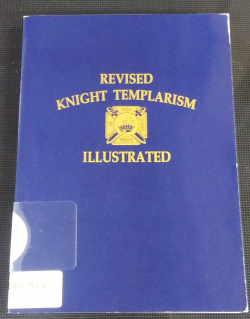 REVISED
KNIGHT TEMPLARISM
ILLUSTRATED